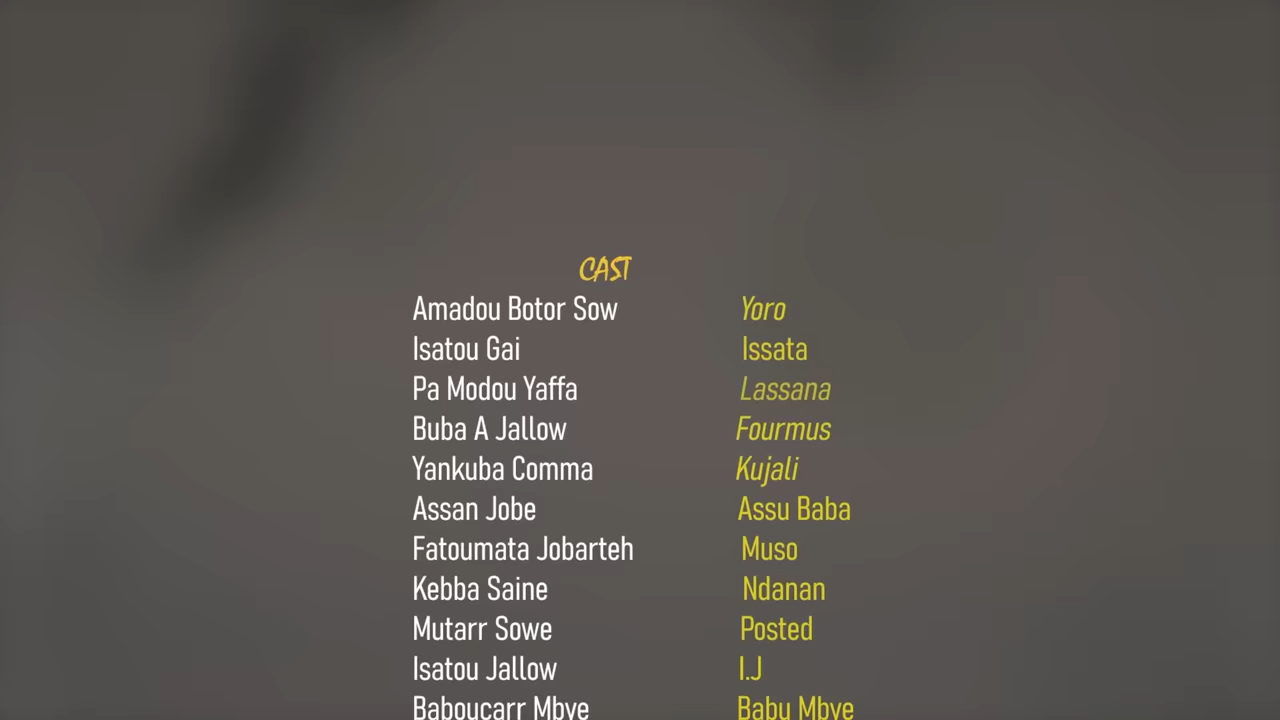 CAST
Amadou Botor Sow Yoro
Isatou Gai Issata
Pa Modou Yaffa Lassana
Buba A Jallow Fourmus
Yankuba Comma Kujali
Assan Jobe Assu Baba
Fatoumata Jobarteh Muso
Kebba Saine Ndanan
Mutarr Sowe Posted
Isatou Jallow I.J
Baboucarr Mbye Babu Mbye